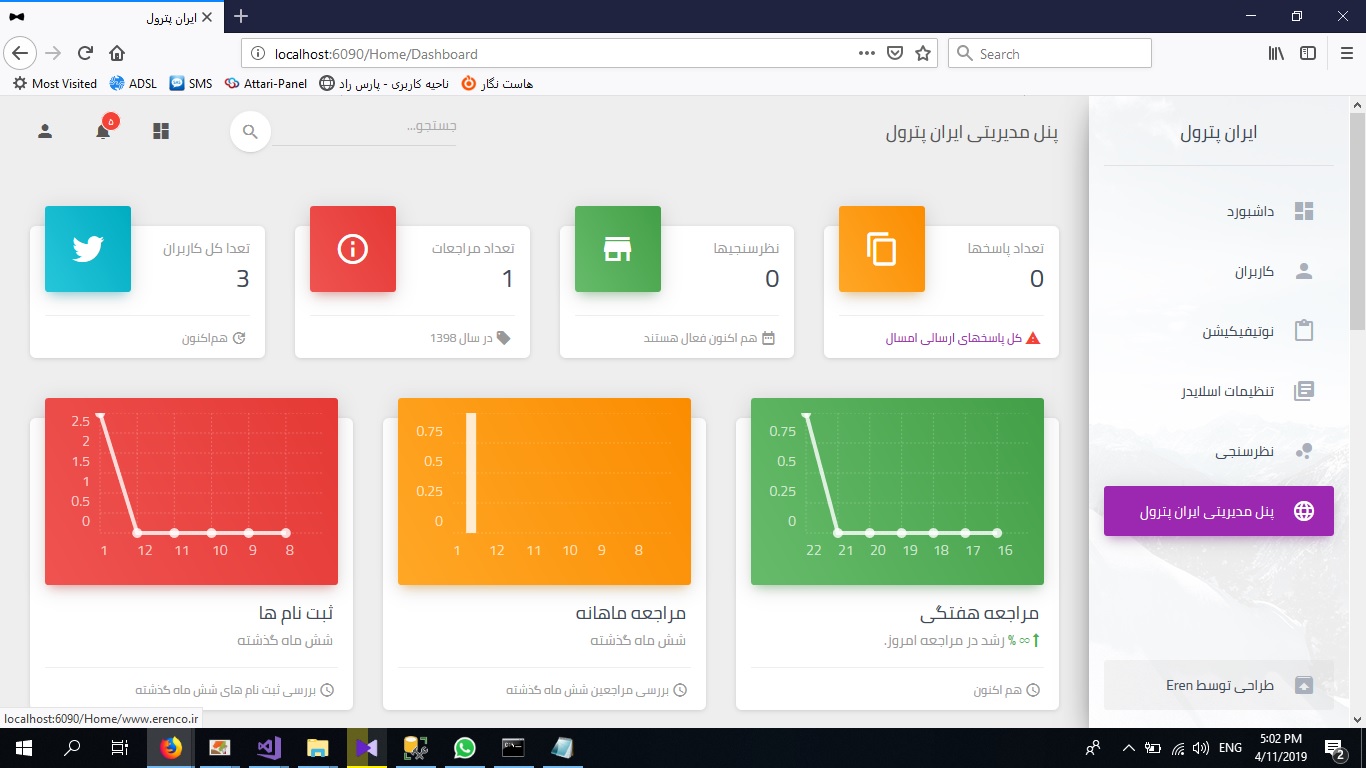 ایران پترول
localhost:6090/Home/Dashboard
Search
Most Visited
ADSL
SMS
Attari-Panel
ناحیه کاربری - پارس راد
هاست نگار
ایران پترول
پنل مدیریتی ایران پترول
جستجو...
۵
داشبورد
کاربران
نوتیفیکیشن
تنظیمات اسلایدر
نظرسنجی
پنل مدیریتی ایران پترول
طراحی توسط Eren
تعداد پاسخها
0
کل پاسخهای ارسالی امسال
نظرسنجیها
0
هم اکنون فعال هستند
تعداد مراجعات
1
در سال 1398
تعدا کل کاربران
3
هم‌اکنون
0.75
0.5
0.25
0
22 21 20 19 18 17 16
مراجعه هفتگی
∞ % رشد در مراجعه امروز.
هم اکنون
0.75
0.5
0.25
0
1 12 11 10 9 8
مراجعه ماهانه
شش ماه گذشته
بررسی مراجعین شش ماه گذشته
2.5
2
1.5
1
0.5
0
1 12 11 10 9 8
ثبت نام ها
شش ماه گذشته
بررسی ثبت نام های شش ماه گذشته
localhost:6090/Home/www.erenco.ir
ENG
5:02 PM
4/11/2019
2